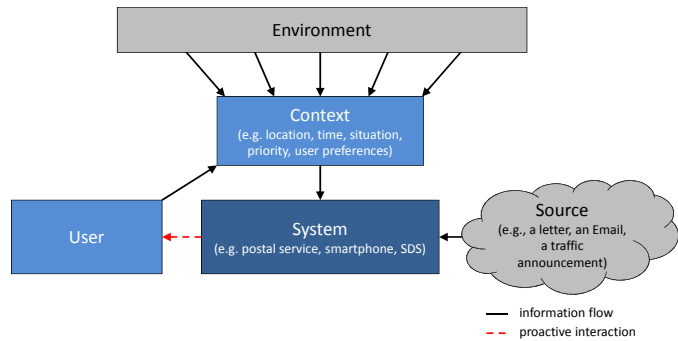 Environment
Context
(e.g. location, time, situation,
priority, user preferences)
User
System
(e.g. postal service, smartphone, SDS)
Source
(e.g., a letter, an Email,
a traffic
announcement)
information flow
proactive interaction